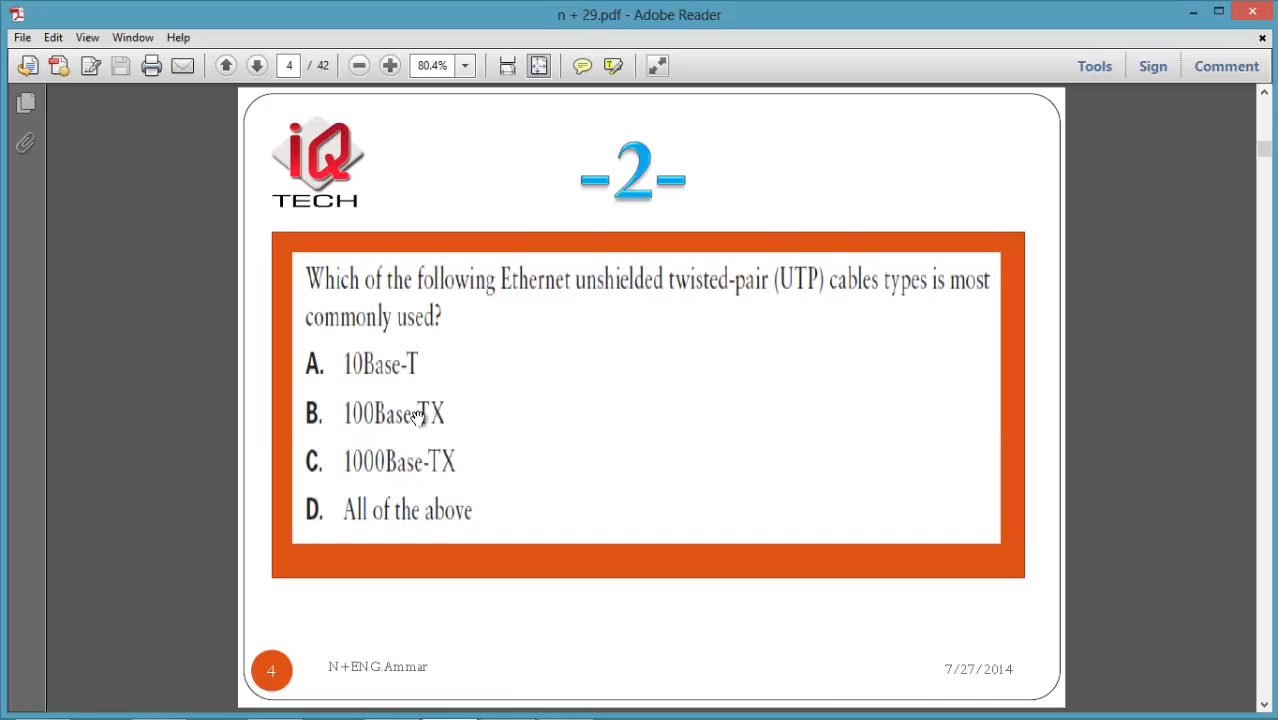 n + 29.pdf - Adobe Reader
File Edit View Window Help
4 / 42 80.4% Tools Sign Comment
iQ
TECH
-2-
Which of the following Ethernet unshielded twisted-pair (UTP) cables types is most
commonly used?
A. 10Base-T
B. 100Base-TX
C. 1000Base-TX
D. All of the above
4 N+ENG.Ammar 7/27/2014